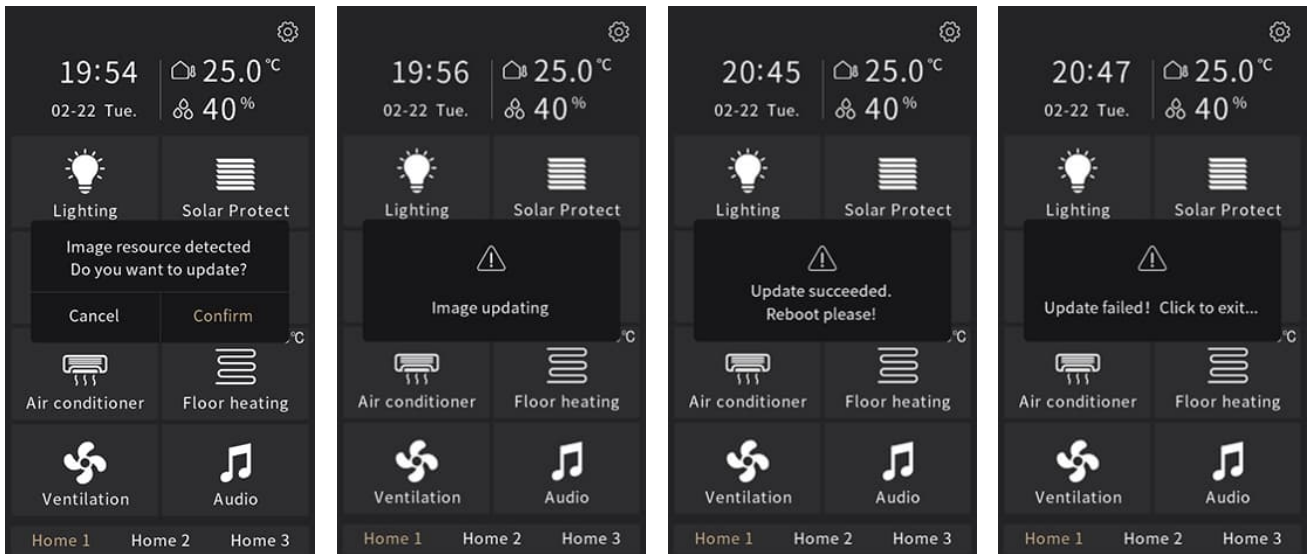 19:54
25.0 °C
02-22 Tue.
40 %
Lighting
Solar Protect
Image resource detected
Do you want to update?
Cancel
Confirm
°C
Air conditioner
Floor heating
Ventilation
Audio
Home 1
Home 2
Home 3
19:56
25.0 °C
02-22 Tue.
40 %
Lighting
Solar Protect
Image updating
°C
Air conditioner
Floor heating
Ventilation
Audio
Home 1
Home 2
Home 3
20:45
25.0 °C
02-22 Tue.
40 %
Lighting
Solar Protect
Update succeeded.
Reboot please!
°C
Air conditioner
Floor heating
Ventilation
Audio
Home 1
Home 2
Home 3
20:47
25.0 °C
02-22 Tue.
40 %
Lighting
Solar Protect
Update failed! Click to exit...
°C
Air conditioner
Floor heating
Ventilation
Audio
Home 1
Home 2
Home 3